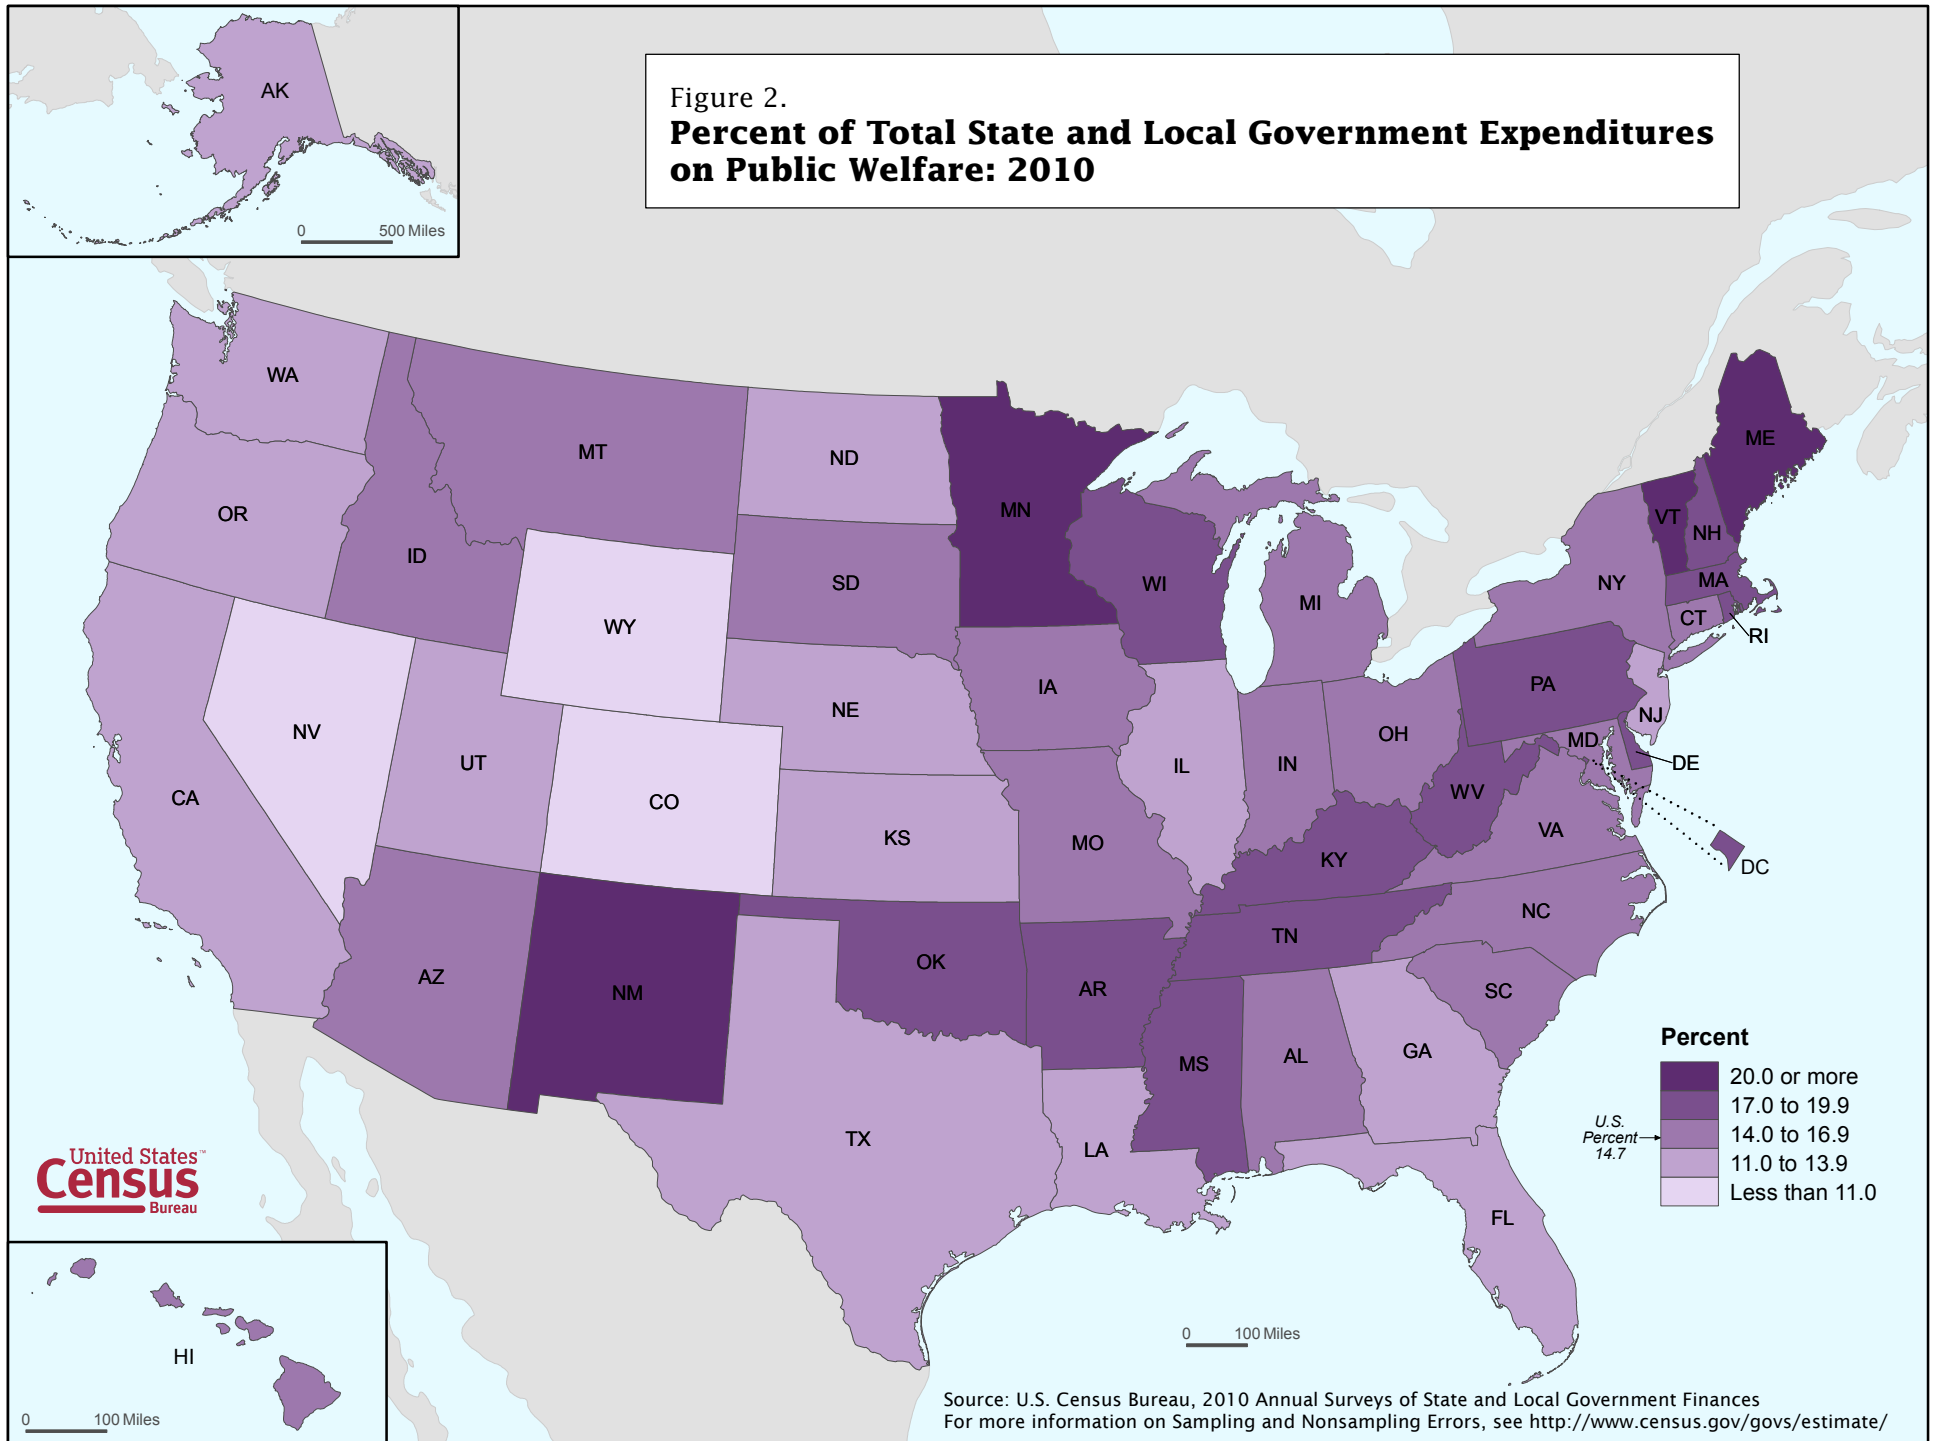 AK
0 500 Miles
Figure 2.
Percent of Total State and Local Government Expenditures
on Public Welfare: 2010
WA
MT
ND
MN
ME
OR
ID
SD
WI
MI
NY
VT
NH
MA
CT
RI
WY
IA
NE
PA
NJ
NV
UT
CO
CA
KS
MO
IL
IN
OH
MD
DE
WV
VA
DC
KY
NC
TN
AZ
NM
OK
AR
SC
MS
AL
GA
TX
LA
FL
Percent
20.0 or more
17.0 to 19.9
14.0 to 16.9
11.0 to 13.9
Less than 11.0
U.S.
Percent
14.7
United States™
Census
Bureau
HI
0 100 Miles
0 100 Miles
Source: U.S. Census Bureau, 2010 Annual Surveys of State and Local Government Finances
For more information on Sampling and Nonsampling Errors, see http://www.census.gov/govs/estimate/